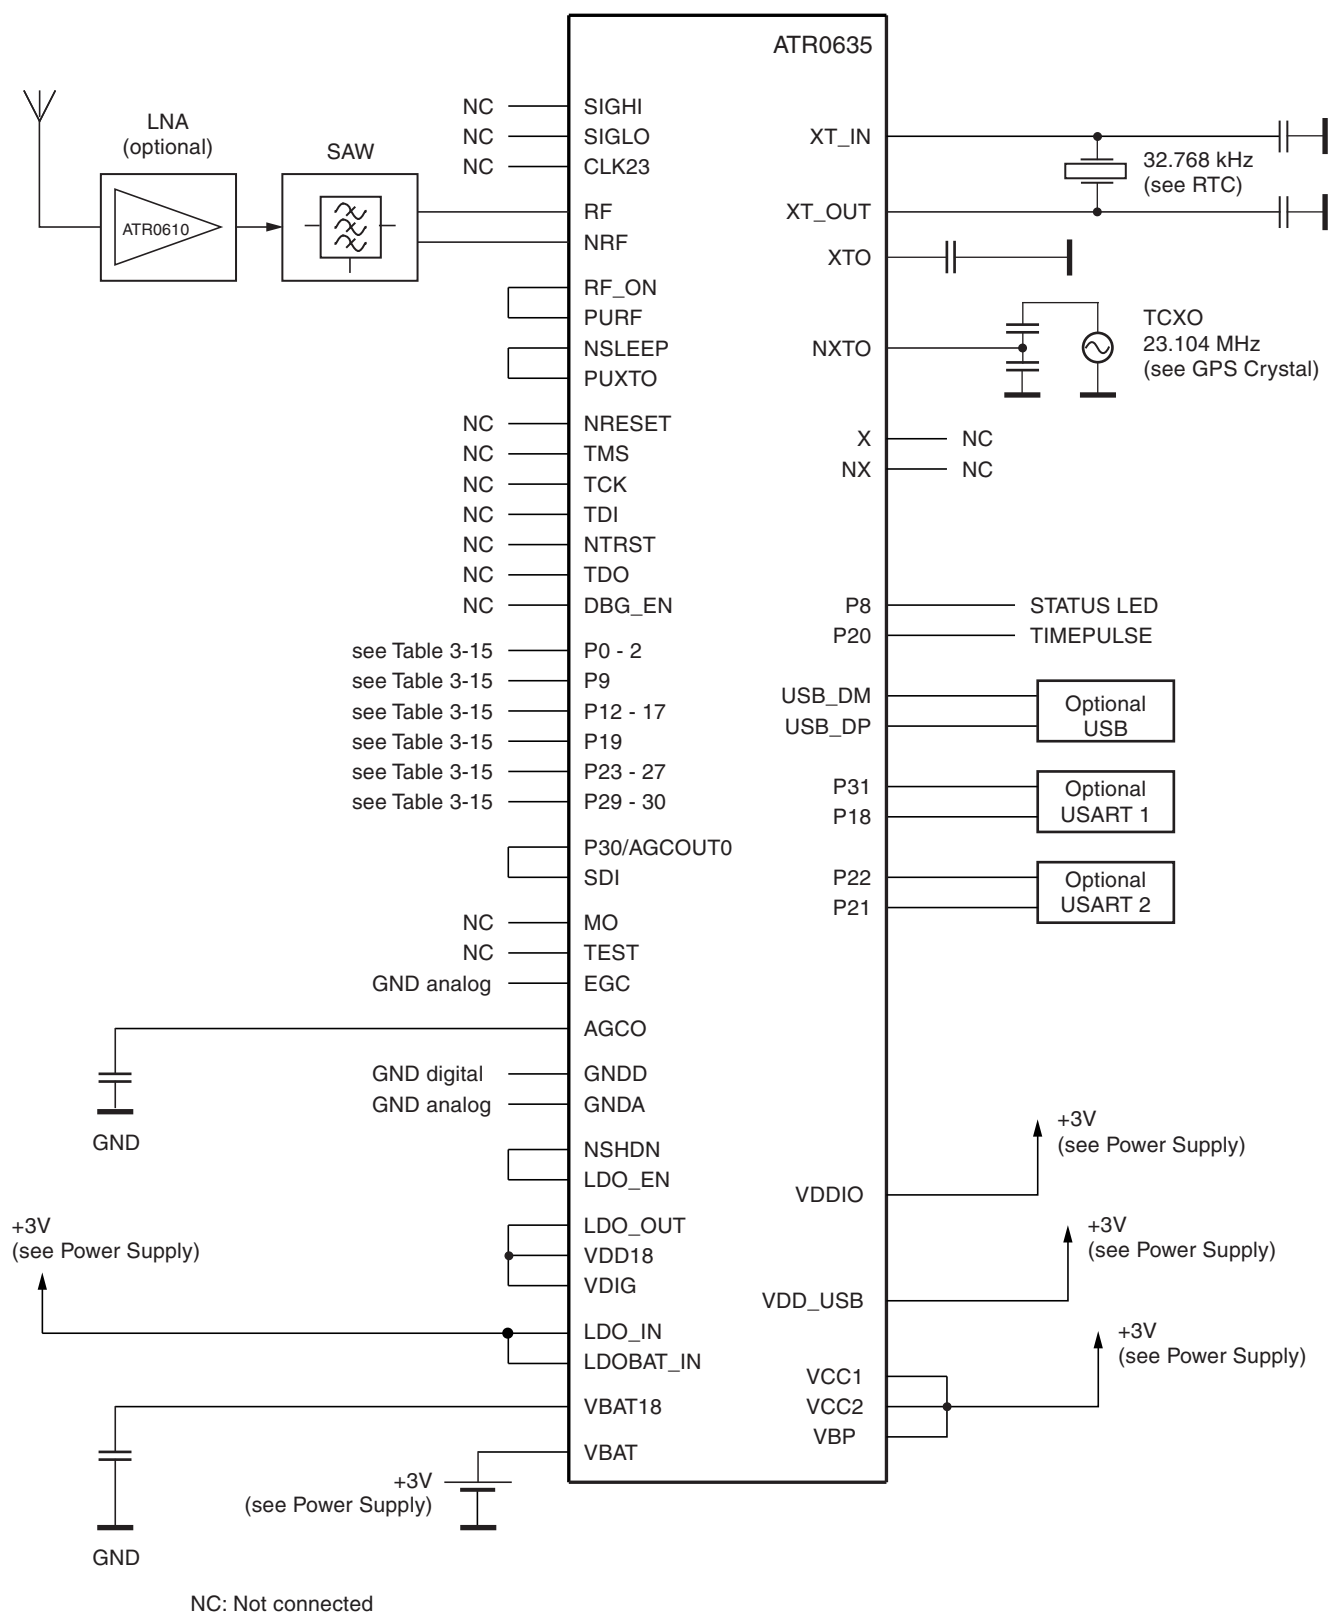 ATR0635
LNA
(optional)
ATR0610
SAW
NC SIGHI
NC SIGLO
NC CLK23
RF
NRF
RF_ON
PURF
NSLEEP
PUXTO
NC NRESET
NC TMS
NC TCK
NC TDI
NC NTRST
NC TDO
NC DBG_EN
see Table 3-15 P0 - 2
see Table 3-15 P9
see Table 3-15 P12 - 17
see Table 3-15 P19
see Table 3-15 P23 - 27
see Table 3-15 P29 - 30
P30/AGCOUT0
SDI
NC MO
NC TEST
GND analog EGC
AGCO
GND
GND digital GNDD
GND analog GNDA
NSHDN
LDO_EN
LDO_OUT
VDD18
VDIG
+3V
(see Power Supply)
LDO_IN
LDOBAT_IN
VBAT18
GND
VBAT
+3V
(see Power Supply)
XT_IN
32.768 kHz
(see RTC)
XT_OUT
XTO
NXTO
TCXO
23.104 MHz
(see GPS Crystal)
X NC
NX NC
P8 STATUS LED
P20 TIMEPULSE
USB_DM
USB_DP
Optional
USB
P31
P18
Optional
USART 1
P22
P21
Optional
USART 2
VDDIO
+3V
(see Power Supply)
VDD_USB
+3V
(see Power Supply)
VCC1
VCC2
VBP
+3V
(see Power Supply)
NC: Not connected